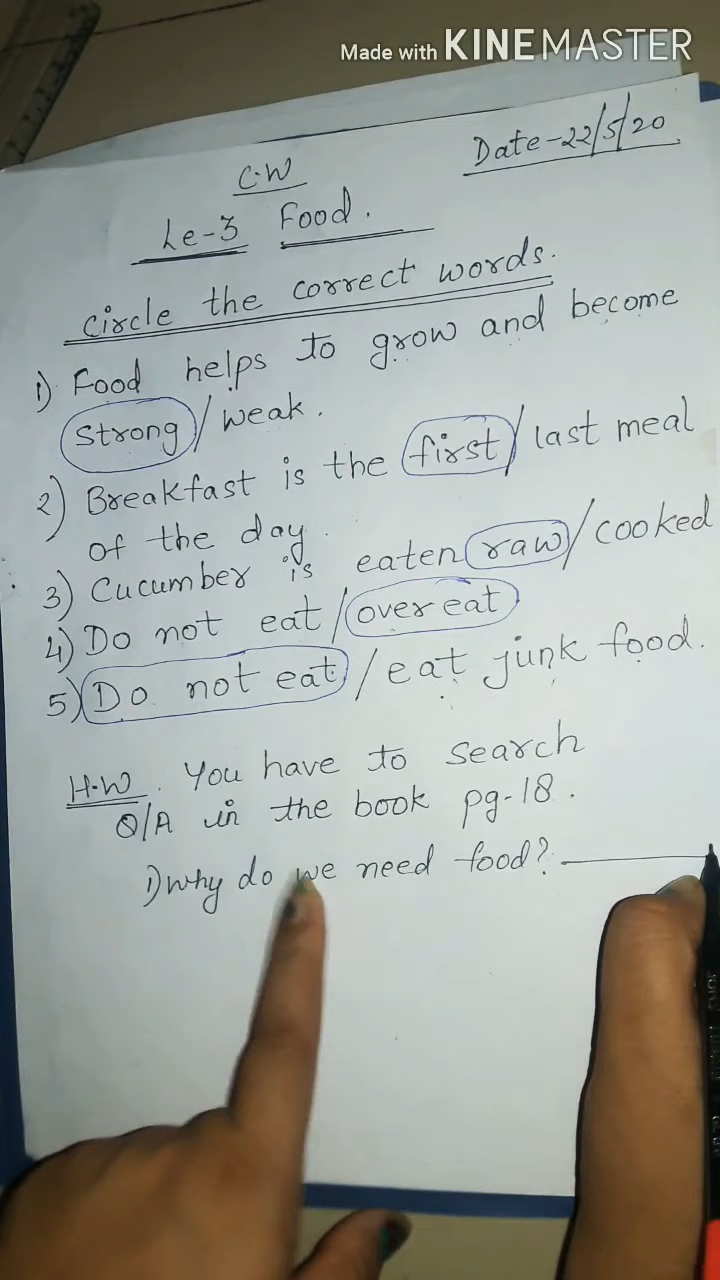 Made with KINEMASTER
Date-22/5/20
C.W
Le-3 Food.
Circle the correct words.
1) Food helps to grow and become
Strong/weak.
2) Breakfast is the first/last meal
of the day.
3) Cucumber is eaten raw/cooked
4) Do not eat/over eat
5) Do not eat/eat junk food.
H.W. You have to search
Q/A in the book pg-18.
1) Why do we need food?